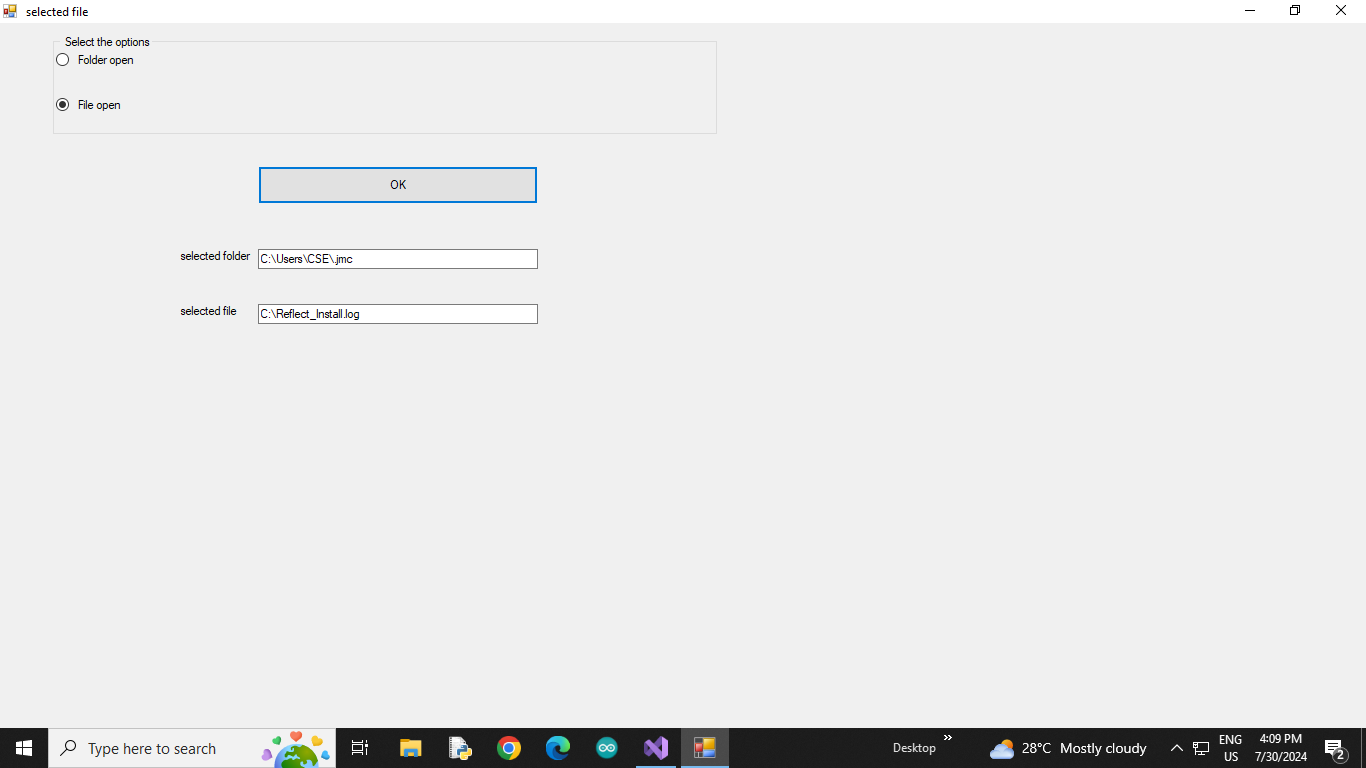 selected file
Select the options
Folder open
File open
OK
selected folder C:\Users\CSE\.jmc
selected file C:\Reflect_Install.log
Type here to search
Desktop
28°C Mostly cloudy
ENG
US
4:09 PM
7/30/2024
2